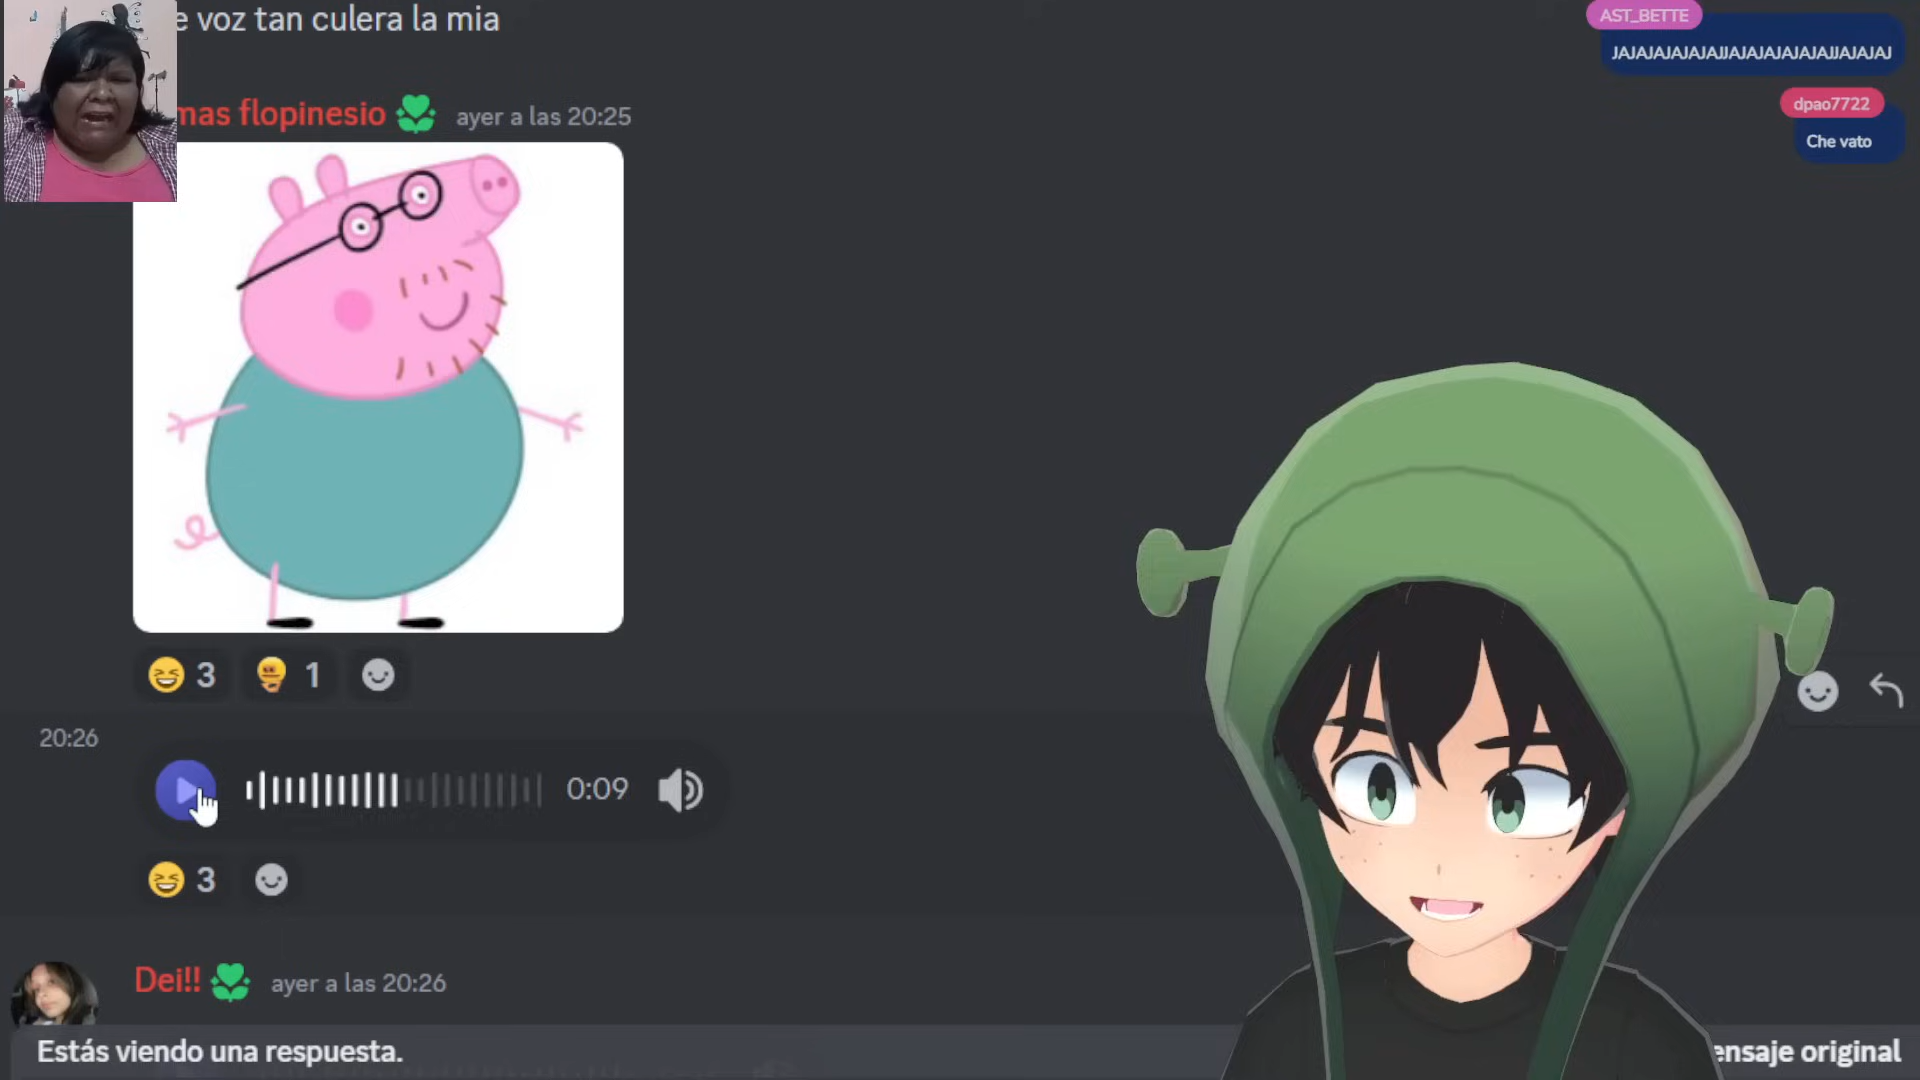 e voz tan culera la mia
AST_BETTE
JAJAJAJAJAJAJJAJAJAJAJAJAJJAJAJAJ
dpao7722
Che vato
mas flopinesio ayer a las 20:25
3 1
20:26
0:09
3
Dei!! ayer a las 20:26
Estás viendo una respuesta.
ensaje original